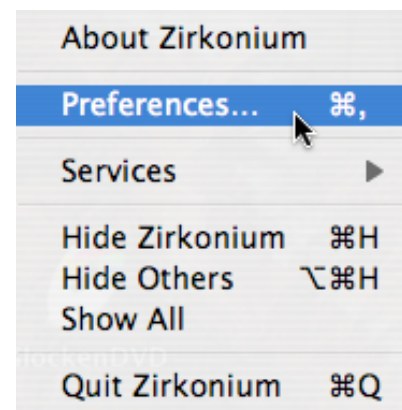 About Zirkonium
Preferences... ⌘,
Services
Hide Zirkonium ⌘H
Hide Others ⌥⌘H
Show All
Quit Zirkonium ⌘Q